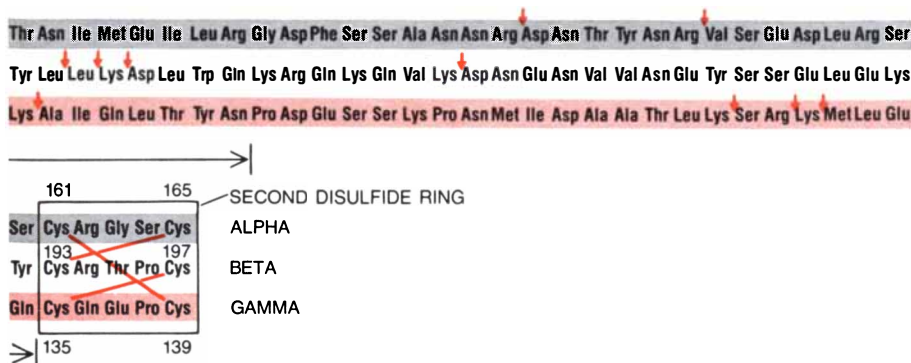 Thr Asn Ile Met Glu Ile Leu Arg Gly Asp Phe Ser Ser Ala Asn Asn Arg Asp Asn Thr Tyr Asn Arg Val Ser Glu Asp Leu Arg Ser
Tyr Leu Leu Lys Asp Leu Trp Gln Lys Arg Gln Lys Gln Val Lys Asp Asn Glu Asn Val Val Asn Glu Tyr Ser Ser Glu Leu Glu Lys
Lys Ala Ile Gln Leu Thr Tyr Asn Pro Asp Glu Ser Ser Lys Pro Asn Met Ile Asp Ala Ala Thr Leu Lys Ser Arg Lys Met Leu Glu
161 165
SECOND DISULFIDE RING
Ser Cys Arg Gly Ser Cys ALPHA
193 197
Tyr Cys Arg Thr Pro Cys BETA
Gln Cys Gln Glu Pro Cys GAMMA
135 139